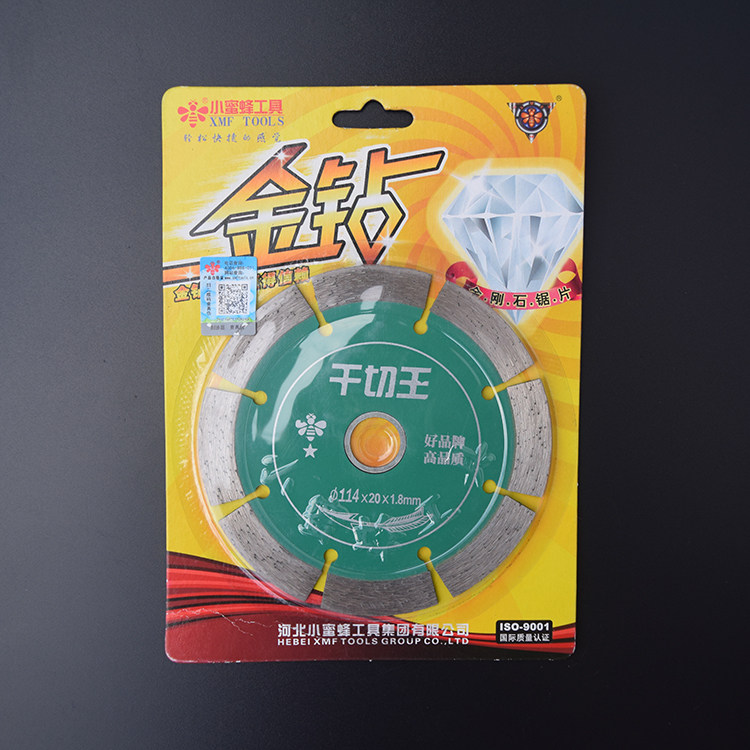 小蜜蜂工具
XMF TOOLS
轻松快捷的感觉
金钻
得信赖
金.刚.石.锯.片
干切王
好品牌
高品质
ϕ114×20×1.8mm
河北小蜜蜂工具集团有限公司
HEBEI XMF TOOLS GROUP CO.,LTD.
ISO-9001
国际质量认证